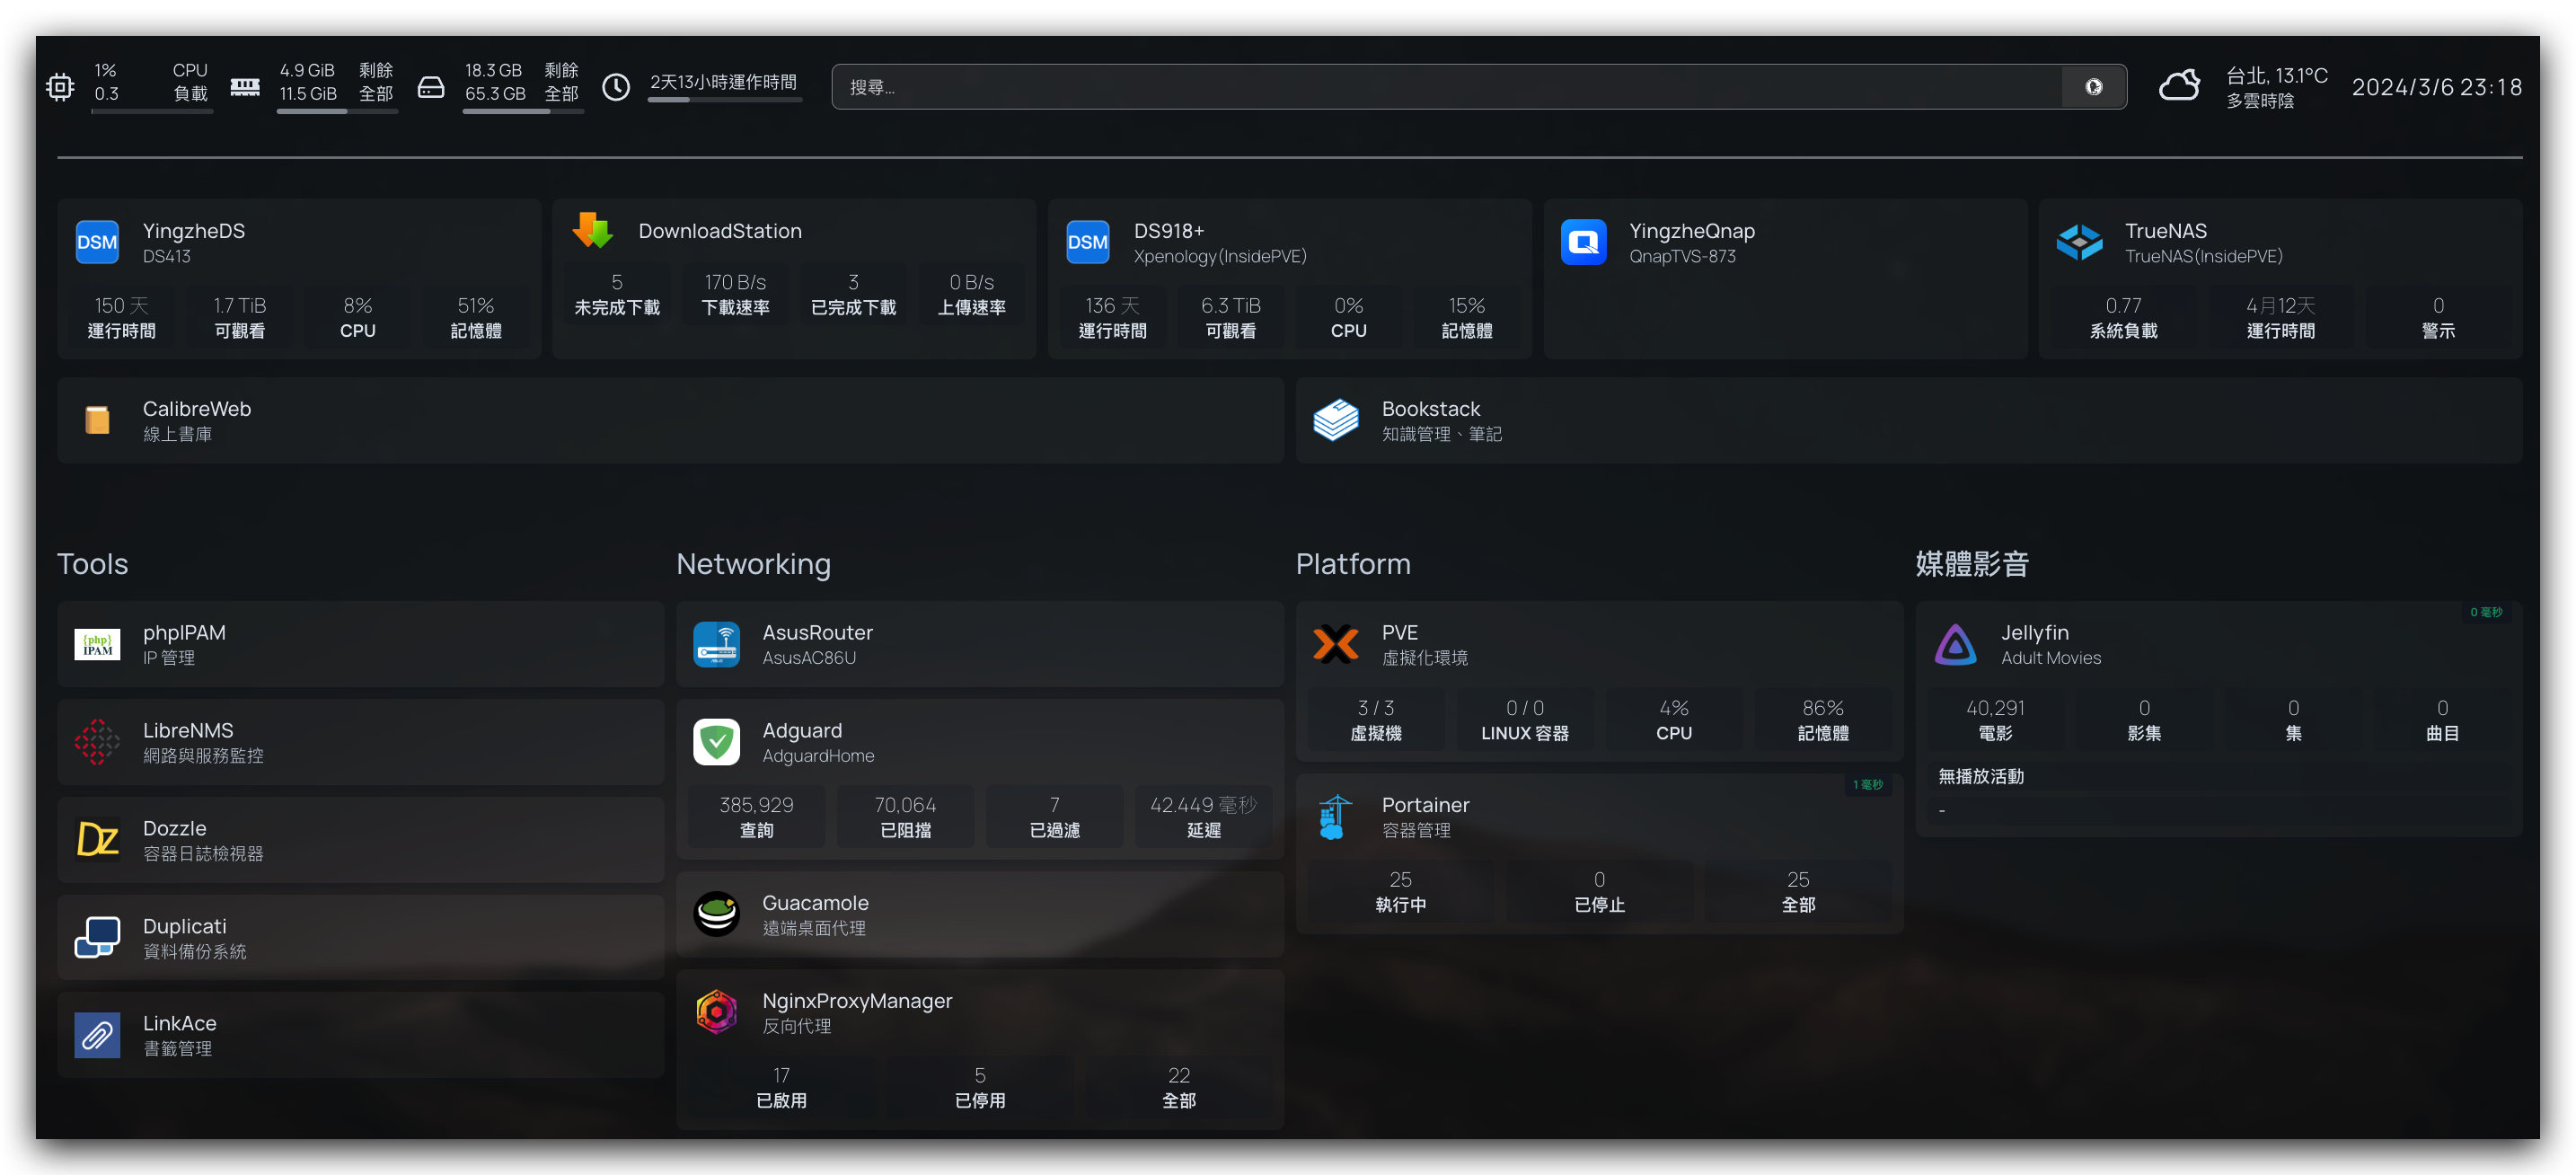 1% CPU
0.3 負載
4.9 GiB 剩餘
11.5 GiB 全部
18.3 GB 剩餘
65.3 GB 全部
2天13小時運作時間
搜尋...
台北, 13.1°C
多雲時陰
2024/3/6 23:18
DSM
YingzheDS
DS413
150 天 1.7 TiB 8% 51%
運行時間 可觀看 CPU 記憶體
DownloadStation
5 170 B/s 3 0 B/s
未完成下載 下載速率 已完成下載 上傳速率
DSM
DS918+
Xpenology(InsidePVE)
136 天 6.3 TiB 0% 15%
運行時間 可觀看 CPU 記憶體
YingzheQnap
QnapTVS-873
TrueNAS
TrueNAS(InsidePVE)
0.77 4月12天 0
系統負載 運行時間 警示
CalibreWeb
線上書庫
Bookstack
知識管理、筆記
Tools
{php}
IPAM
phpIPAM
IP 管理
LibreNMS
網路與服務監控
DZ
Dozzle
容器日誌檢視器
Duplicati
資料備份系統
LinkAce
書籤管理
Networking
AsusRouter
AsusAC86U
Adguard
AdguardHome
385,929 70,064 7 42.449 毫秒
查詢 已阻擋 已過濾 延遲
Guacamole
遠端桌面代理
NginxProxyManager
反向代理
17 5 22
已啟用 已停用 全部
Platform
PVE
虛擬化環境
3 / 3 0 / 0 4% 86%
虛擬機 LINUX 容器 CPU 記憶體
1 毫秒
Portainer
容器管理
25 0 25
執行中 已停止 全部
媒體影音
0 毫秒
Jellyfin
Adult Movies
40,291 0 0 0
電影 影集 集 曲目
無播放活動
-